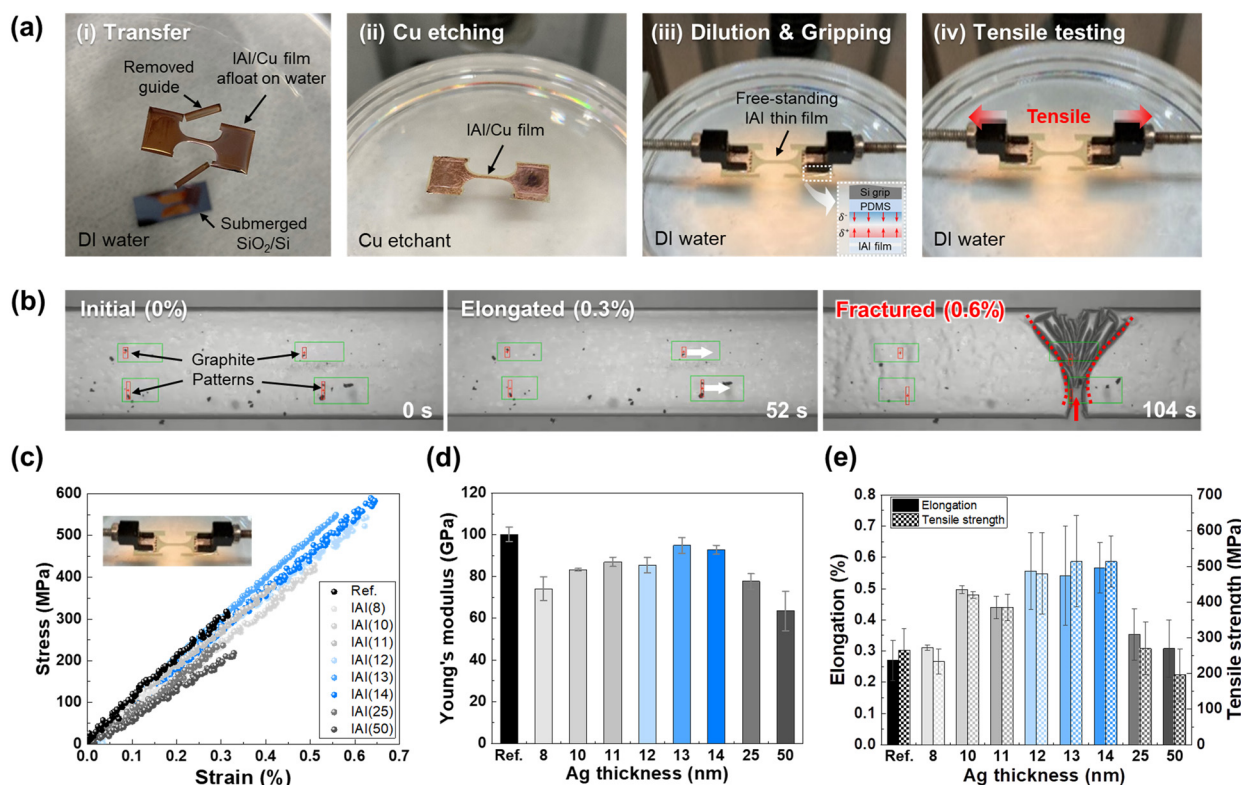 (a)
(i) Transfer
Removed
guide
IAI/Cu film
afloat on water
Submerged
SiO₂/Si
DI water
(ii) Cu etching
IAI/Cu film
Cu etchant
(iii) Dilution & Gripping
Free-standing
IAI thin film
Si grip
PDMS
δ⁻
δ⁺
IAI film
DI water
(iv) Tensile testing
Tensile
DI water
(b)
Initial (0%)
Graphite
Patterns
0 s
Elongated (0.3%)
52 s
Fractured (0.6%)
104 s
(c)
Stress (MPa)
600
500
400
300
200
100
0
Ref.
IAI(8)
IAI(10)
IAI(11)
IAI(12)
IAI(13)
IAI(14)
IAI(25)
IAI(50)
0.0 0.1 0.2 0.3 0.4 0.5 0.6 0.7
Strain (%)
(d)
Young's modulus (GPa)
120
100
80
60
40
20
0
Ref. 8 10 11 12 13 14 25 50
Ag thickness (nm)
(e)
Elongation (%)
0.8
0.7
0.6
0.5
0.4
0.3
0.2
0.1
0.0
Elongation
Tensile strength
700
600
500
400
300
200
100
0
Tensile strength (MPa)
Ref. 8 10 11 12 13 14 25 50
Ag thickness (nm)